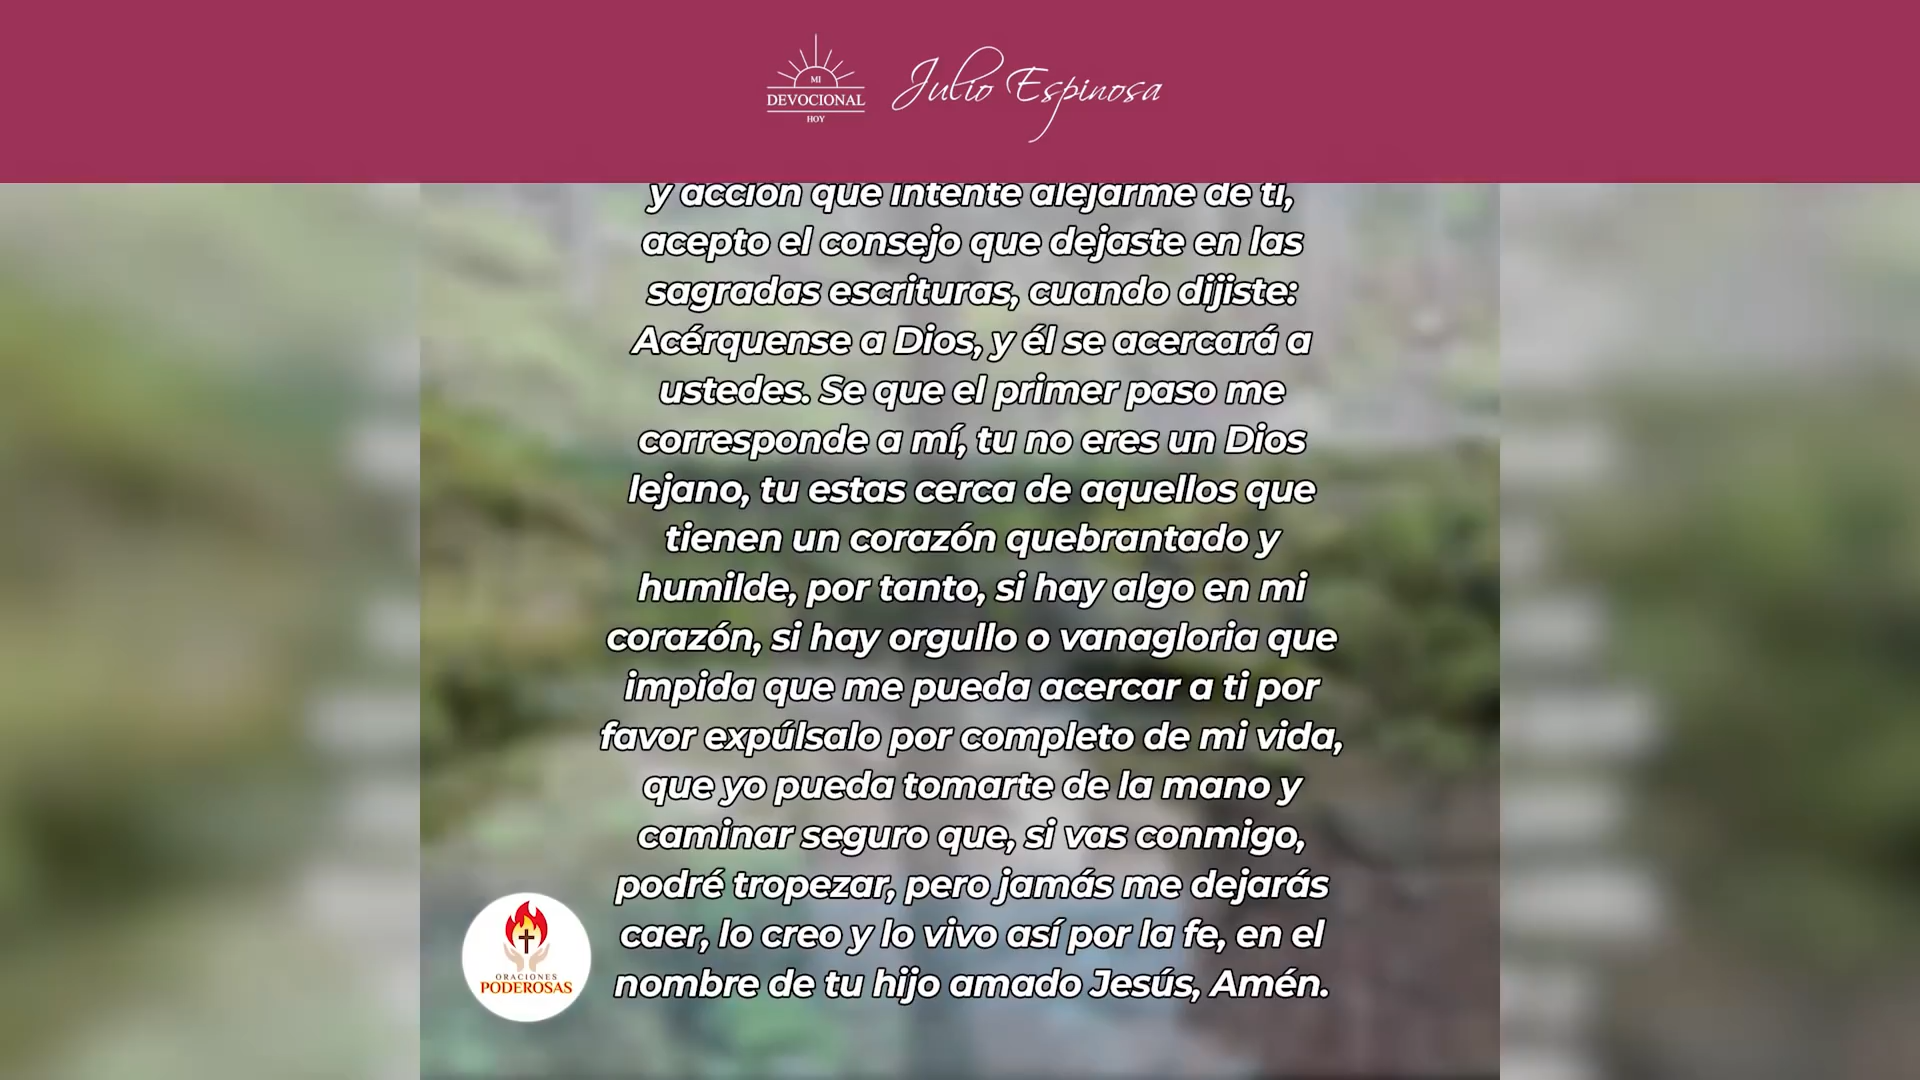 MI
DEVOCIONAL
HOY
Julio Espinosa
y acción que intente alejarme de ti,
acepto el consejo que dejaste en las
sagradas escrituras, cuando dijiste:
Acérquense a Dios, y él se acercará a
ustedes. Se que el primer paso me
corresponde a mí, tu no eres un Dios
lejano, tu estas cerca de aquellos que
tienen un corazón quebrantado y
humilde, por tanto, si hay algo en mi
corazón, si hay orgullo o vanagloria que
impida que me pueda acercar a ti por
favor expúlsalo por completo de mi vida,
que yo pueda tomarte de la mano y
caminar seguro que, si vas conmigo,
podré tropezar, pero jamás me dejarás
caer, lo creo y lo vivo así por la fe, en el
nombre de tu hijo amado Jesús, Amén.
ORACIONES
PODEROSAS